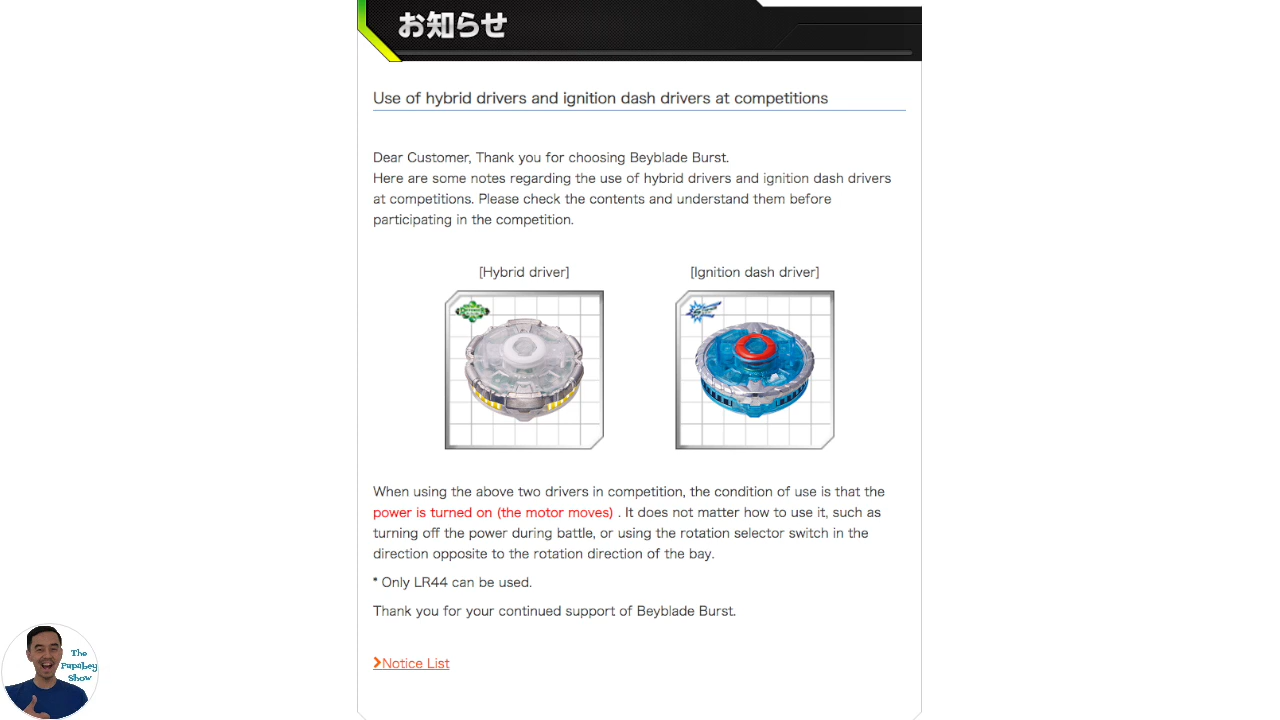 お知らせ
Use of hybrid drivers and ignition dash drivers at competitions
Dear Customer, Thank you for choosing Beyblade Burst.
Here are some notes regarding the use of hybrid drivers and ignition dash drivers
at competitions. Please check the contents and understand them before
participating in the competition.
[Hybrid driver]
[Ignition dash driver]
When using the above two drivers in competition, the condition of use is that the
power is turned on (the motor moves) . It does not matter how to use it, such as
turning off the power during battle, or using the rotation selector switch in the
direction opposite to the rotation direction of the bay.
* Only LR44 can be used.
Thank you for your continued support of Beyblade Burst.
Notice List
The
Papabey
Show